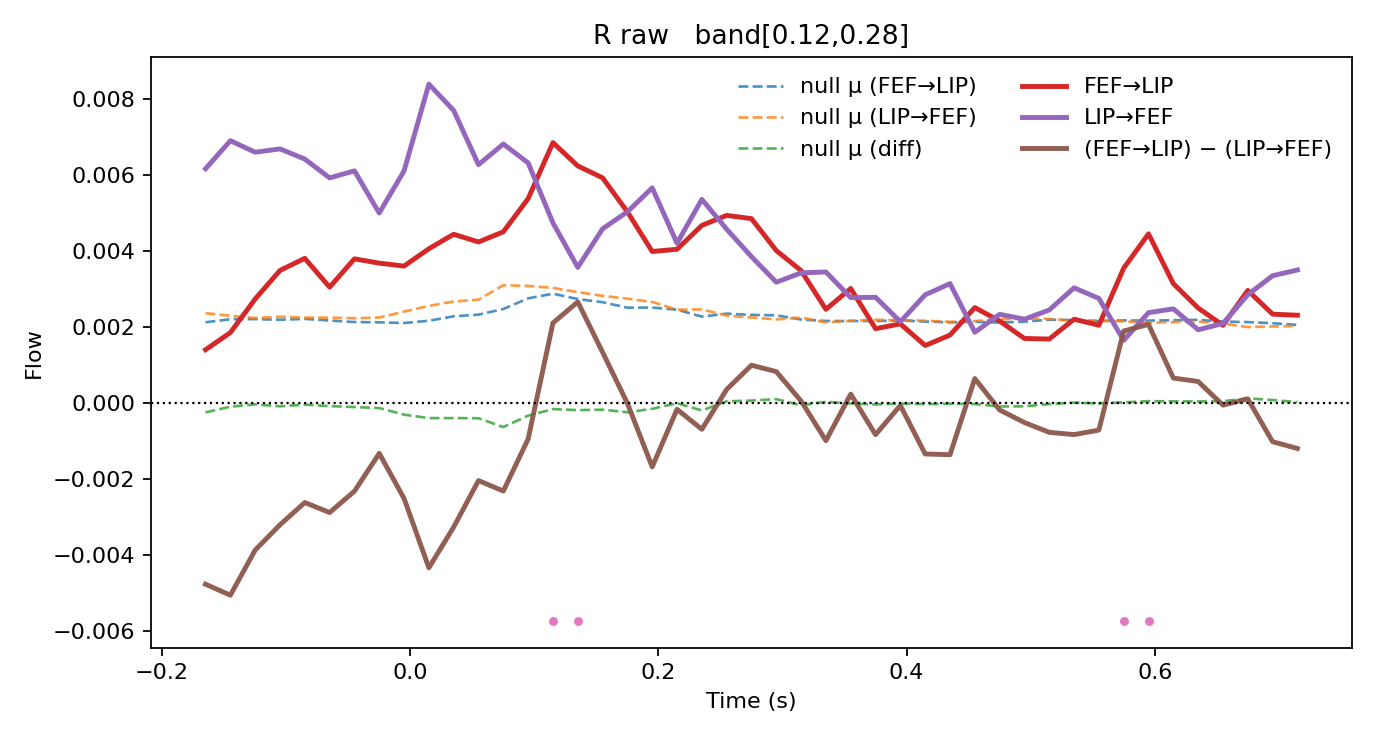 R raw band[0.12,0.28]
null μ (FEF→LIP)
null μ (LIP→FEF)
null μ (diff)
FEF→LIP
LIP→FEF
(FEF→LIP) − (LIP→FEF)
Flow
0.008
0.006
0.004
0.002
0.000
−0.002
−0.004
−0.006
−0.2
0.0
0.2
0.4
0.6
Time (s)